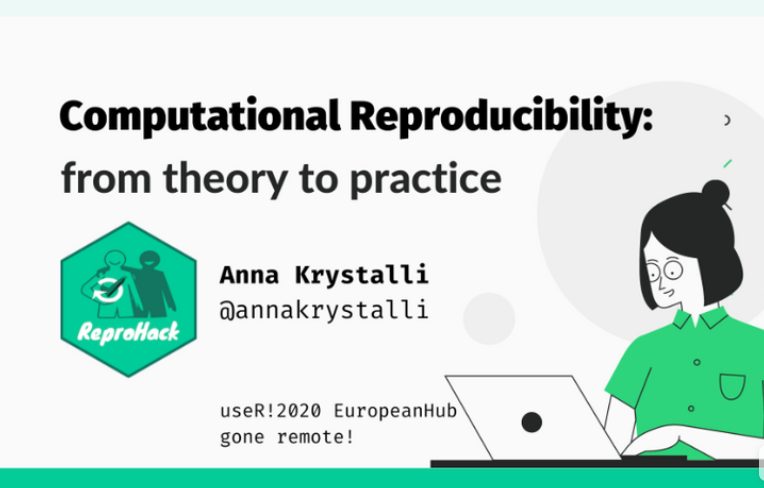 Computational Reproducibility:
from theory to practice
Anna Krystalli
@annakrystalli
ReproHack
useR!2020 EuropeanHub
gone remote!